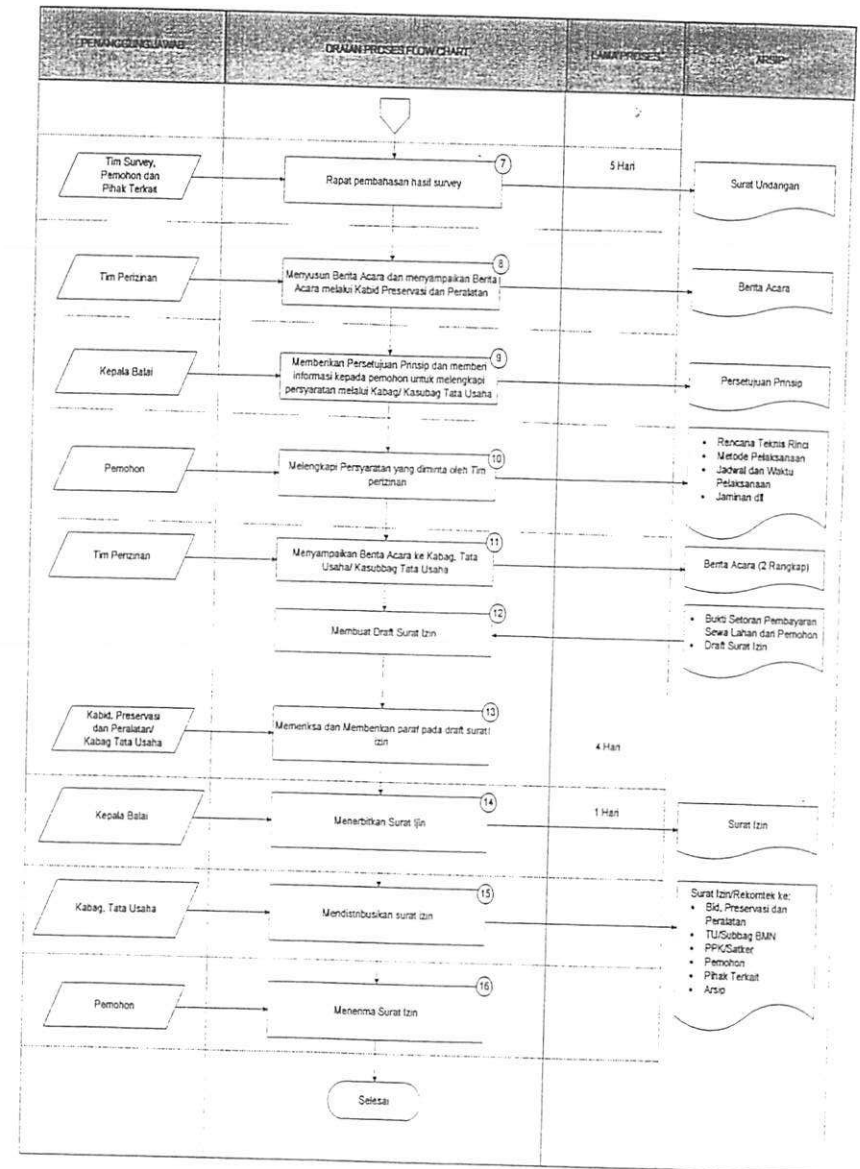 PENANGGUNGJAWAB
URAIAN PROSES FLOW CHART
LAMA PROSES
ARSIP
Tim Survey,
Pemohon dan
Pihak Terkait
7
Rapat pembahasan hasil survey
5 Hari
Surat Undangan
Tim Perizinan
8
Menyusun Berita Acara dan menyampaikan Berita
Acara melalui Kabid Preservasi dan Peralatan
Berita Acara
Kepala Balai
9
Memberikan Persetujuan Prinsip dan memberi
informasi kepada pemohon untuk melengkapi
persyaratan melalui Kabag/ Kasubag Tata Usaha
Persetujuan Prinsip
Pemohon
10
Melengkapi Persyaratan yang diminta oleh Tim
perizinan
• Rencana Teknis Rinci
• Metode Pelaksanaan
• Jadwal dan Waktu
Pelaksanaan
• Jaminan dll
Tim Perizinan
11
Menyampaikan Berita Acara ke Kabag, Tata
Usaha/ Kasubbag Tata Usaha
Berita Acara (2 Rangkap)
12
Membuat Draft Surat Izin
• Bukti Setoran Pembayaran
Sewa Lahan dari Pemohon
• Draft Surat Izin
Kabid, Preservasi
dan Peralatan/
Kabag Tata Usaha
13
Memeriksa dan Memberikan paraf pada draft surat
izin
4 Hari
Kepala Balai
14
Menerbitkan Surat Ijin
1 Hari
Surat Izin
Kabag, Tata Usaha
15
Mendistribusikan surat izin
Surat Izin/Rekomtek ke:
• Bid, Preservasi dan
Peralatan
• TU/Subbag BMN
• PPK/Satker
• Pemohon
• Pihak Terkait
• Arsip
Pemohon
16
Menerima Surat Izin
Selesai